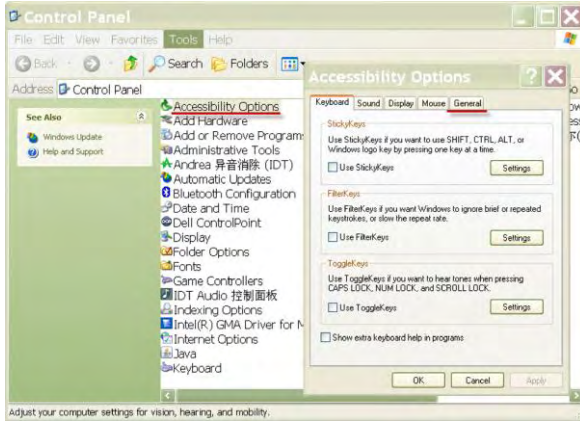 Control Panel
File Edit View Favorites Tools Help
Back Search Folders
Address Control Panel
See Also
Windows Update
Help and Support
Accessibility Options
Add Hardware
Add or Remove Program
Administrative Tools
Andrea 异音消除 (IDT)
Automatic Updates
Bluetooth Configuration
Date and Time
Dell ControlPoint
Display
Folder Options
Fonts
Game Controllers
IDT Audio 控制面板
Indexing Options
Intel(R) GMA Driver for M
Internet Options
Java
Keyboard
Accessibility Options
Keyboard Sound Display Mouse General
StickyKeys
Use StickyKeys if you want to use SHIFT, CTRL, ALT, or
Windows logo key by pressing one key at a time.
Use StickyKeys Settings
FilterKeys
Use FilterKeys if you want Windows to ignore brief or repeated
keystrokes, or slow the repeat rate.
Use FilterKeys Settings
ToggleKeys
Use ToggleKeys if you want to hear tones when pressing
CAPS LOCK, NUM LOCK, and SCROLL LOCK.
Use ToggleKeys Settings
Show extra keyboard help in programs
OK Cancel Apply
Adjust your computer settings for vision, hearing, and mobility.